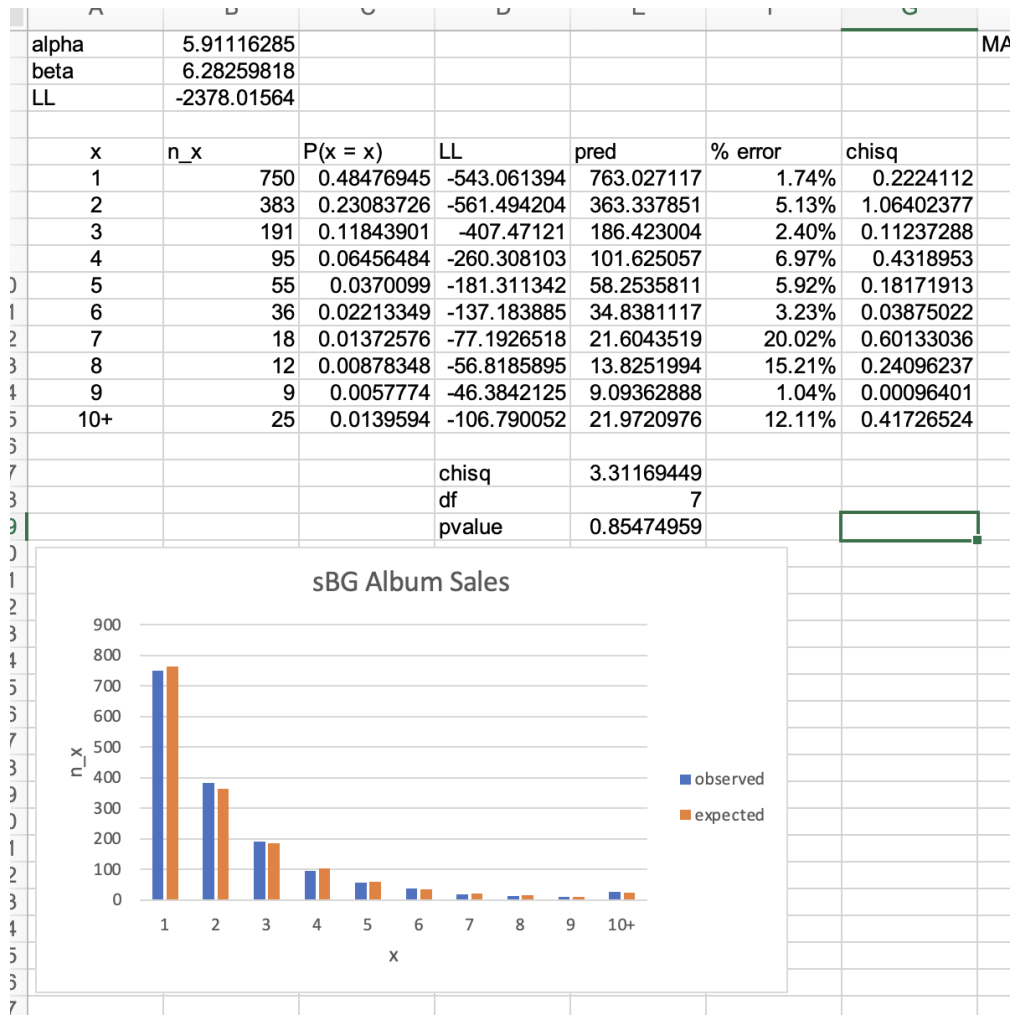 alpha 5.91116285 MA
beta 6.28259818
LL -2378.01564
x n_x P(x = x) LL pred % error chisq
1 750 0.48476945 -543.061394 763.027117 1.74% 0.2224112
2 383 0.23083726 -561.494204 363.337851 5.13% 1.06402377
3 191 0.11843901 -407.47121 186.423004 2.40% 0.11237288
4 95 0.06456484 -260.308103 101.625057 6.97% 0.4318953
5 55 0.0370099 -181.311342 58.2535811 5.92% 0.18171913
6 36 0.02213349 -137.183885 34.8381117 3.23% 0.03875022
7 18 0.01372576 -77.1926518 21.6043519 20.02% 0.60133036
8 12 0.00878348 -56.8185895 13.8251994 15.21% 0.24096237
9 9 0.0057774 -46.3842125 9.09362888 1.04% 0.00096401
10+ 25 0.0139594 -106.790052 21.9720976 12.11% 0.41726524
chisq 3.31169449
df 7
pvalue 0.85474959
sBG Album Sales
900
800
700
600
500
400
300
200
100
0
n_x
1 2 3 4 5 6 7 8 9 10+
x
observed
expected